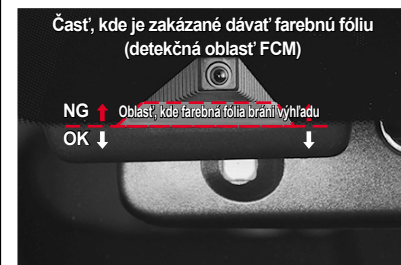 Časť, kde je zakázané dávať farebnú fóliu
(detekčná oblasť FCM)
NG
Oblasť, kde farebná fólia bráni výhľadu
OK